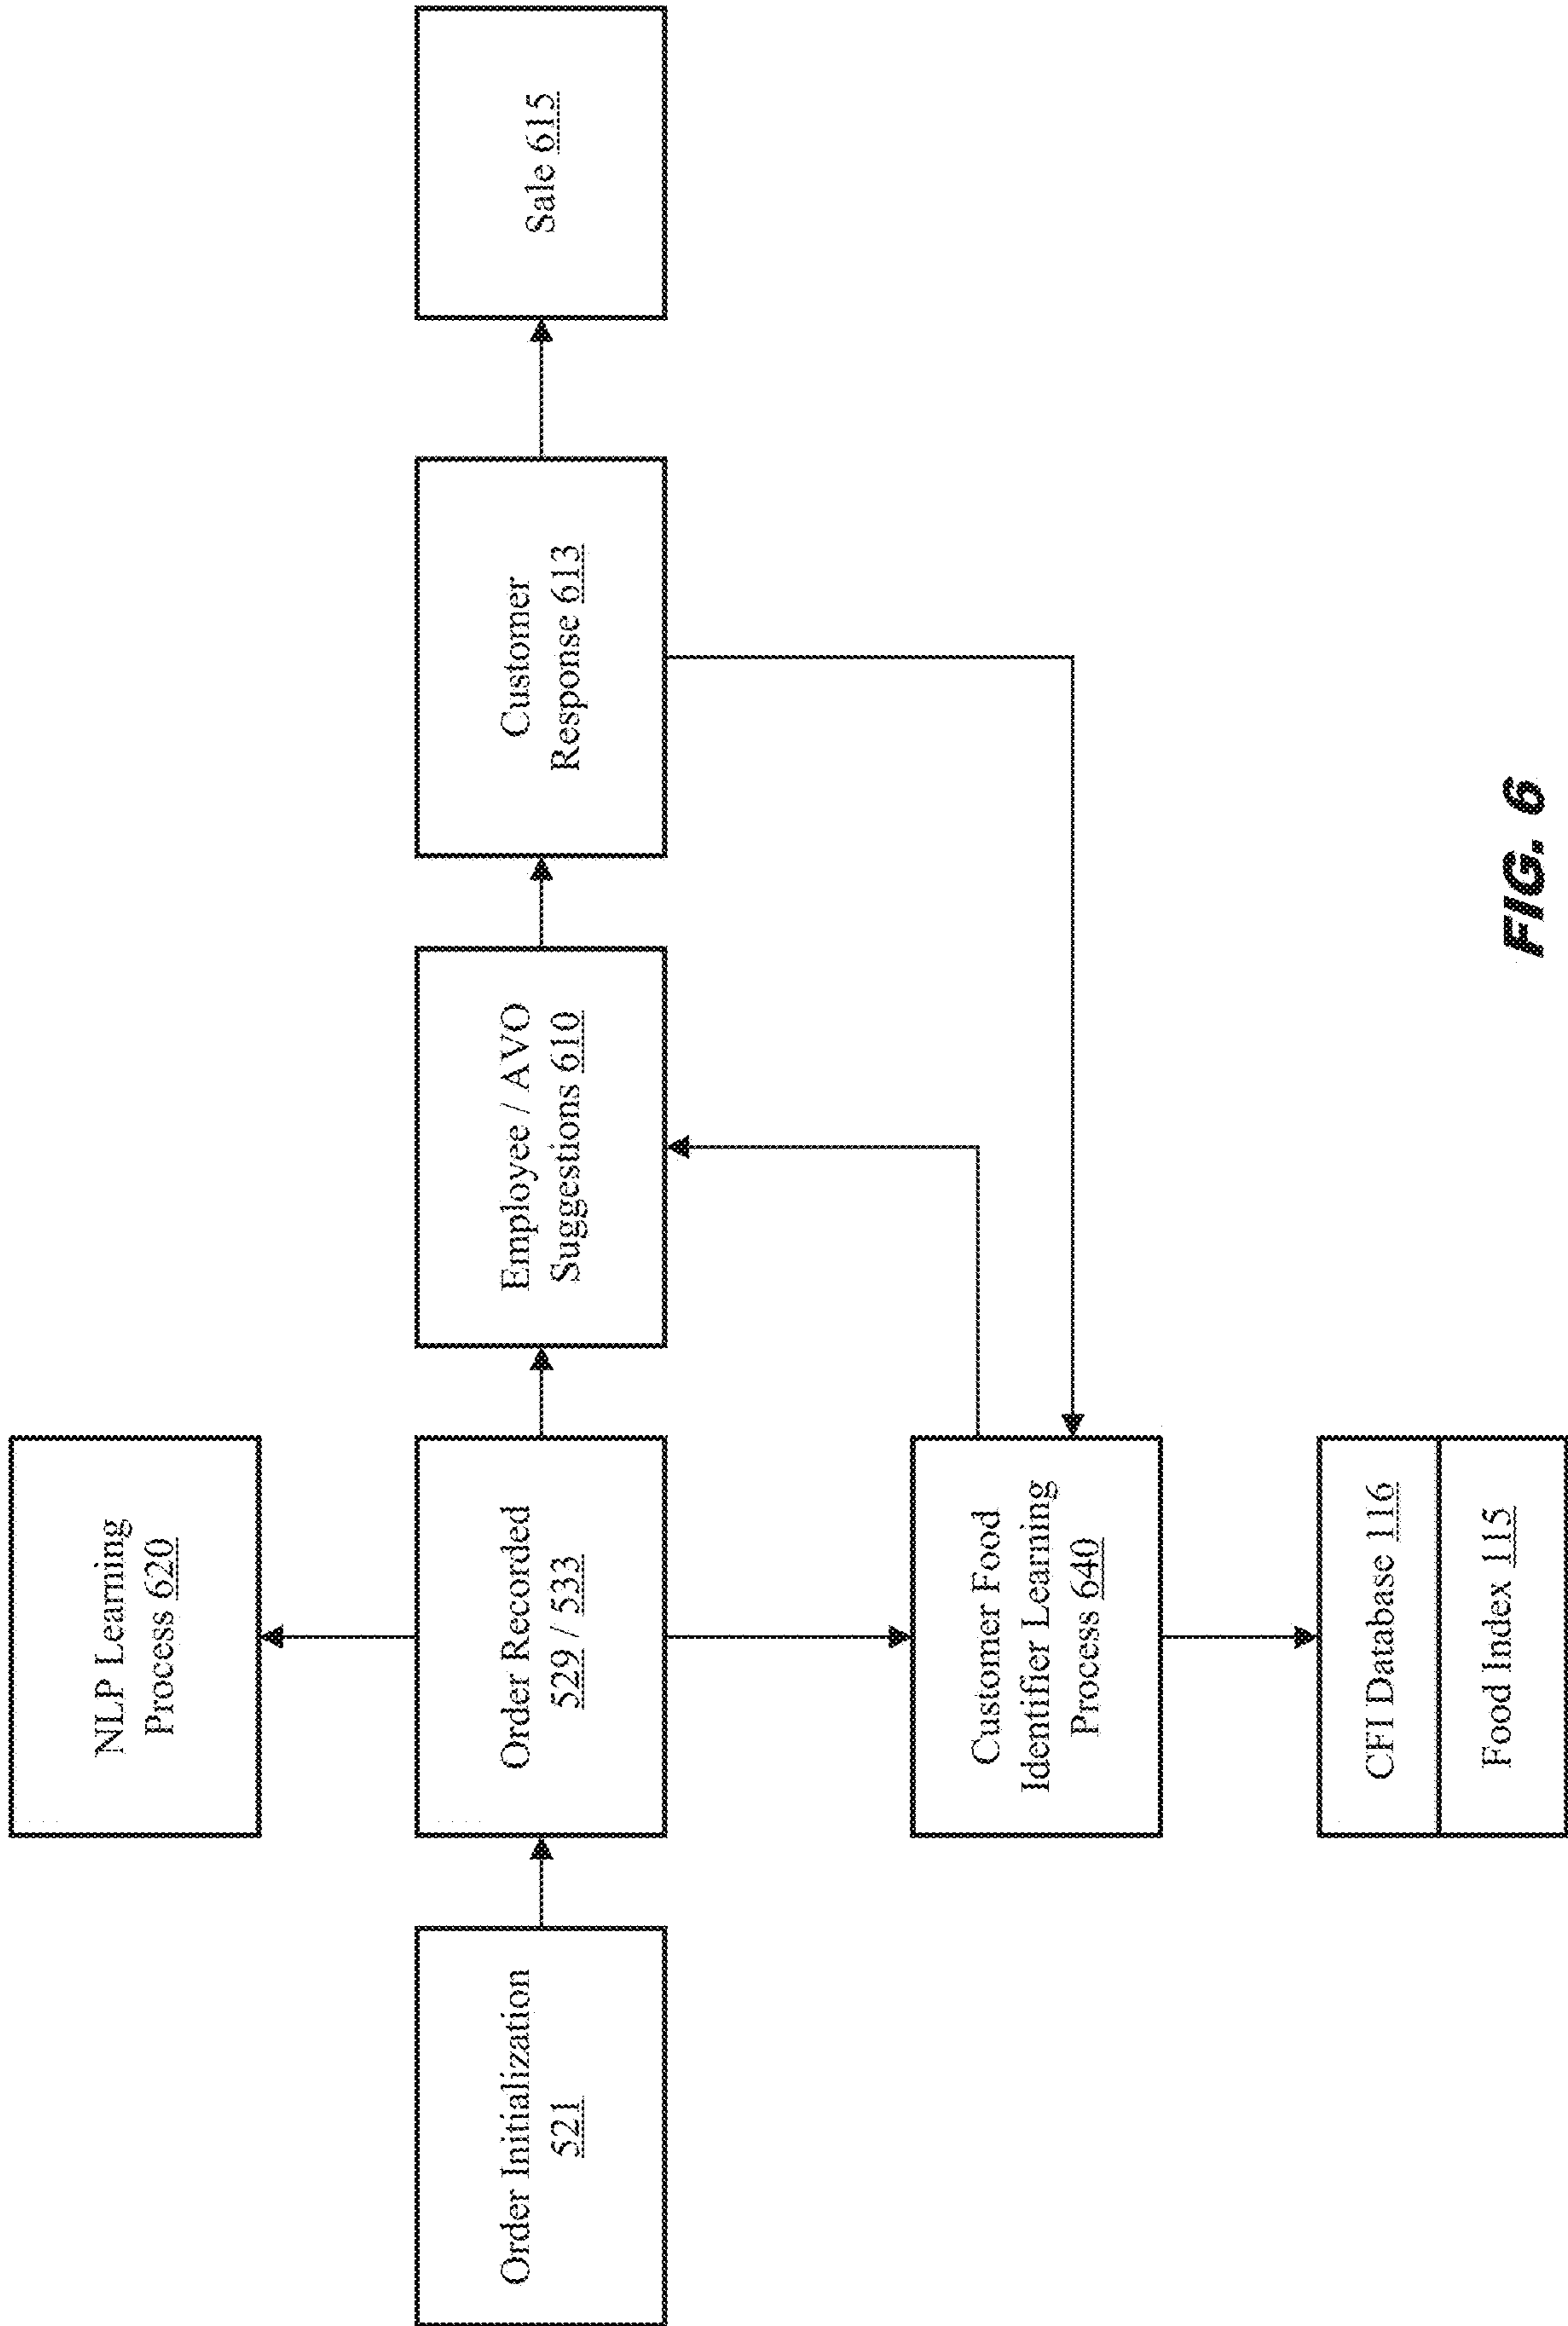 NLP Learning
Process 620
Order Initialization
521
Order Recorded
529 / 533
Employee / AVO
Suggestions 610
Customer
Response 613
Sale 615
Customer Food
Identifier Learning
Process 640
CFI Database 116
Food Index 115
FIG. 6